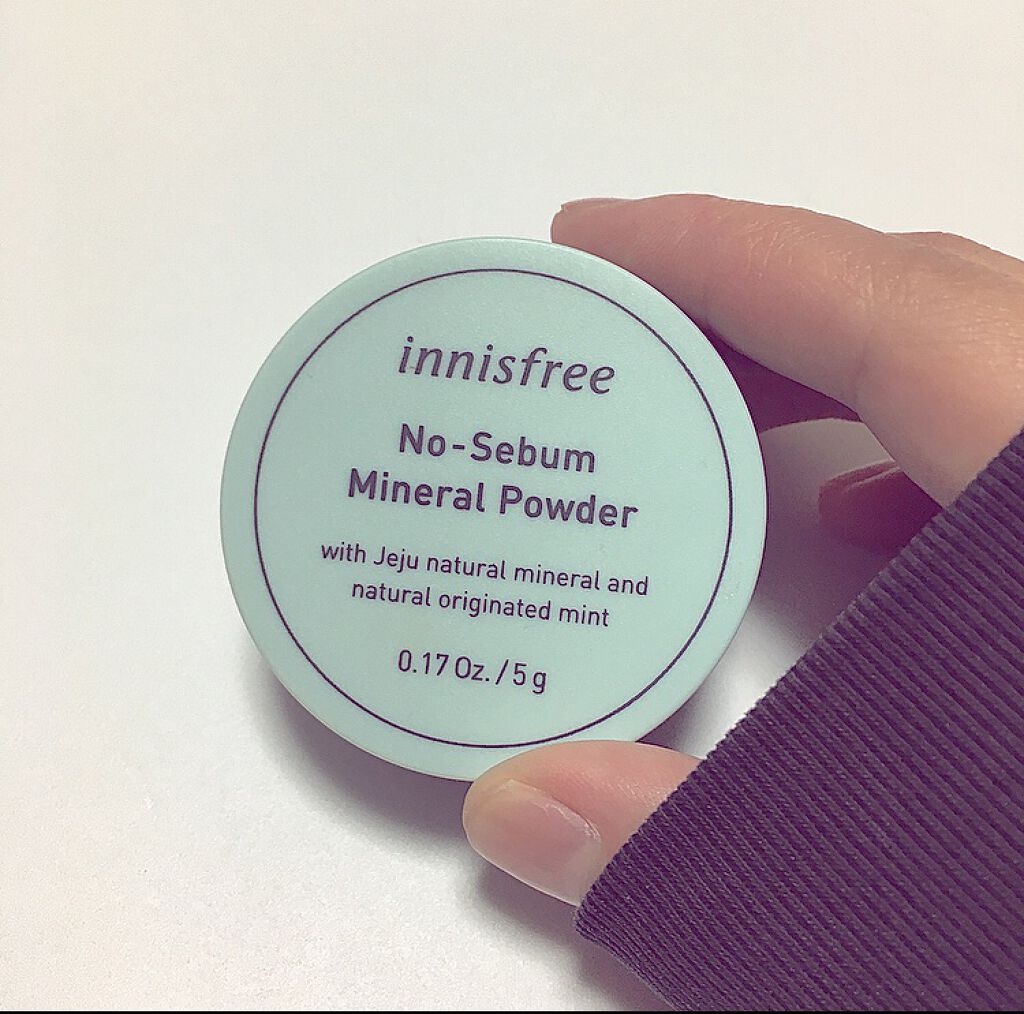 innisfree
No-Sebum
Mineral Powder
with Jeju natural mineral and
natural originated mint
0.17 Oz. / 5 g